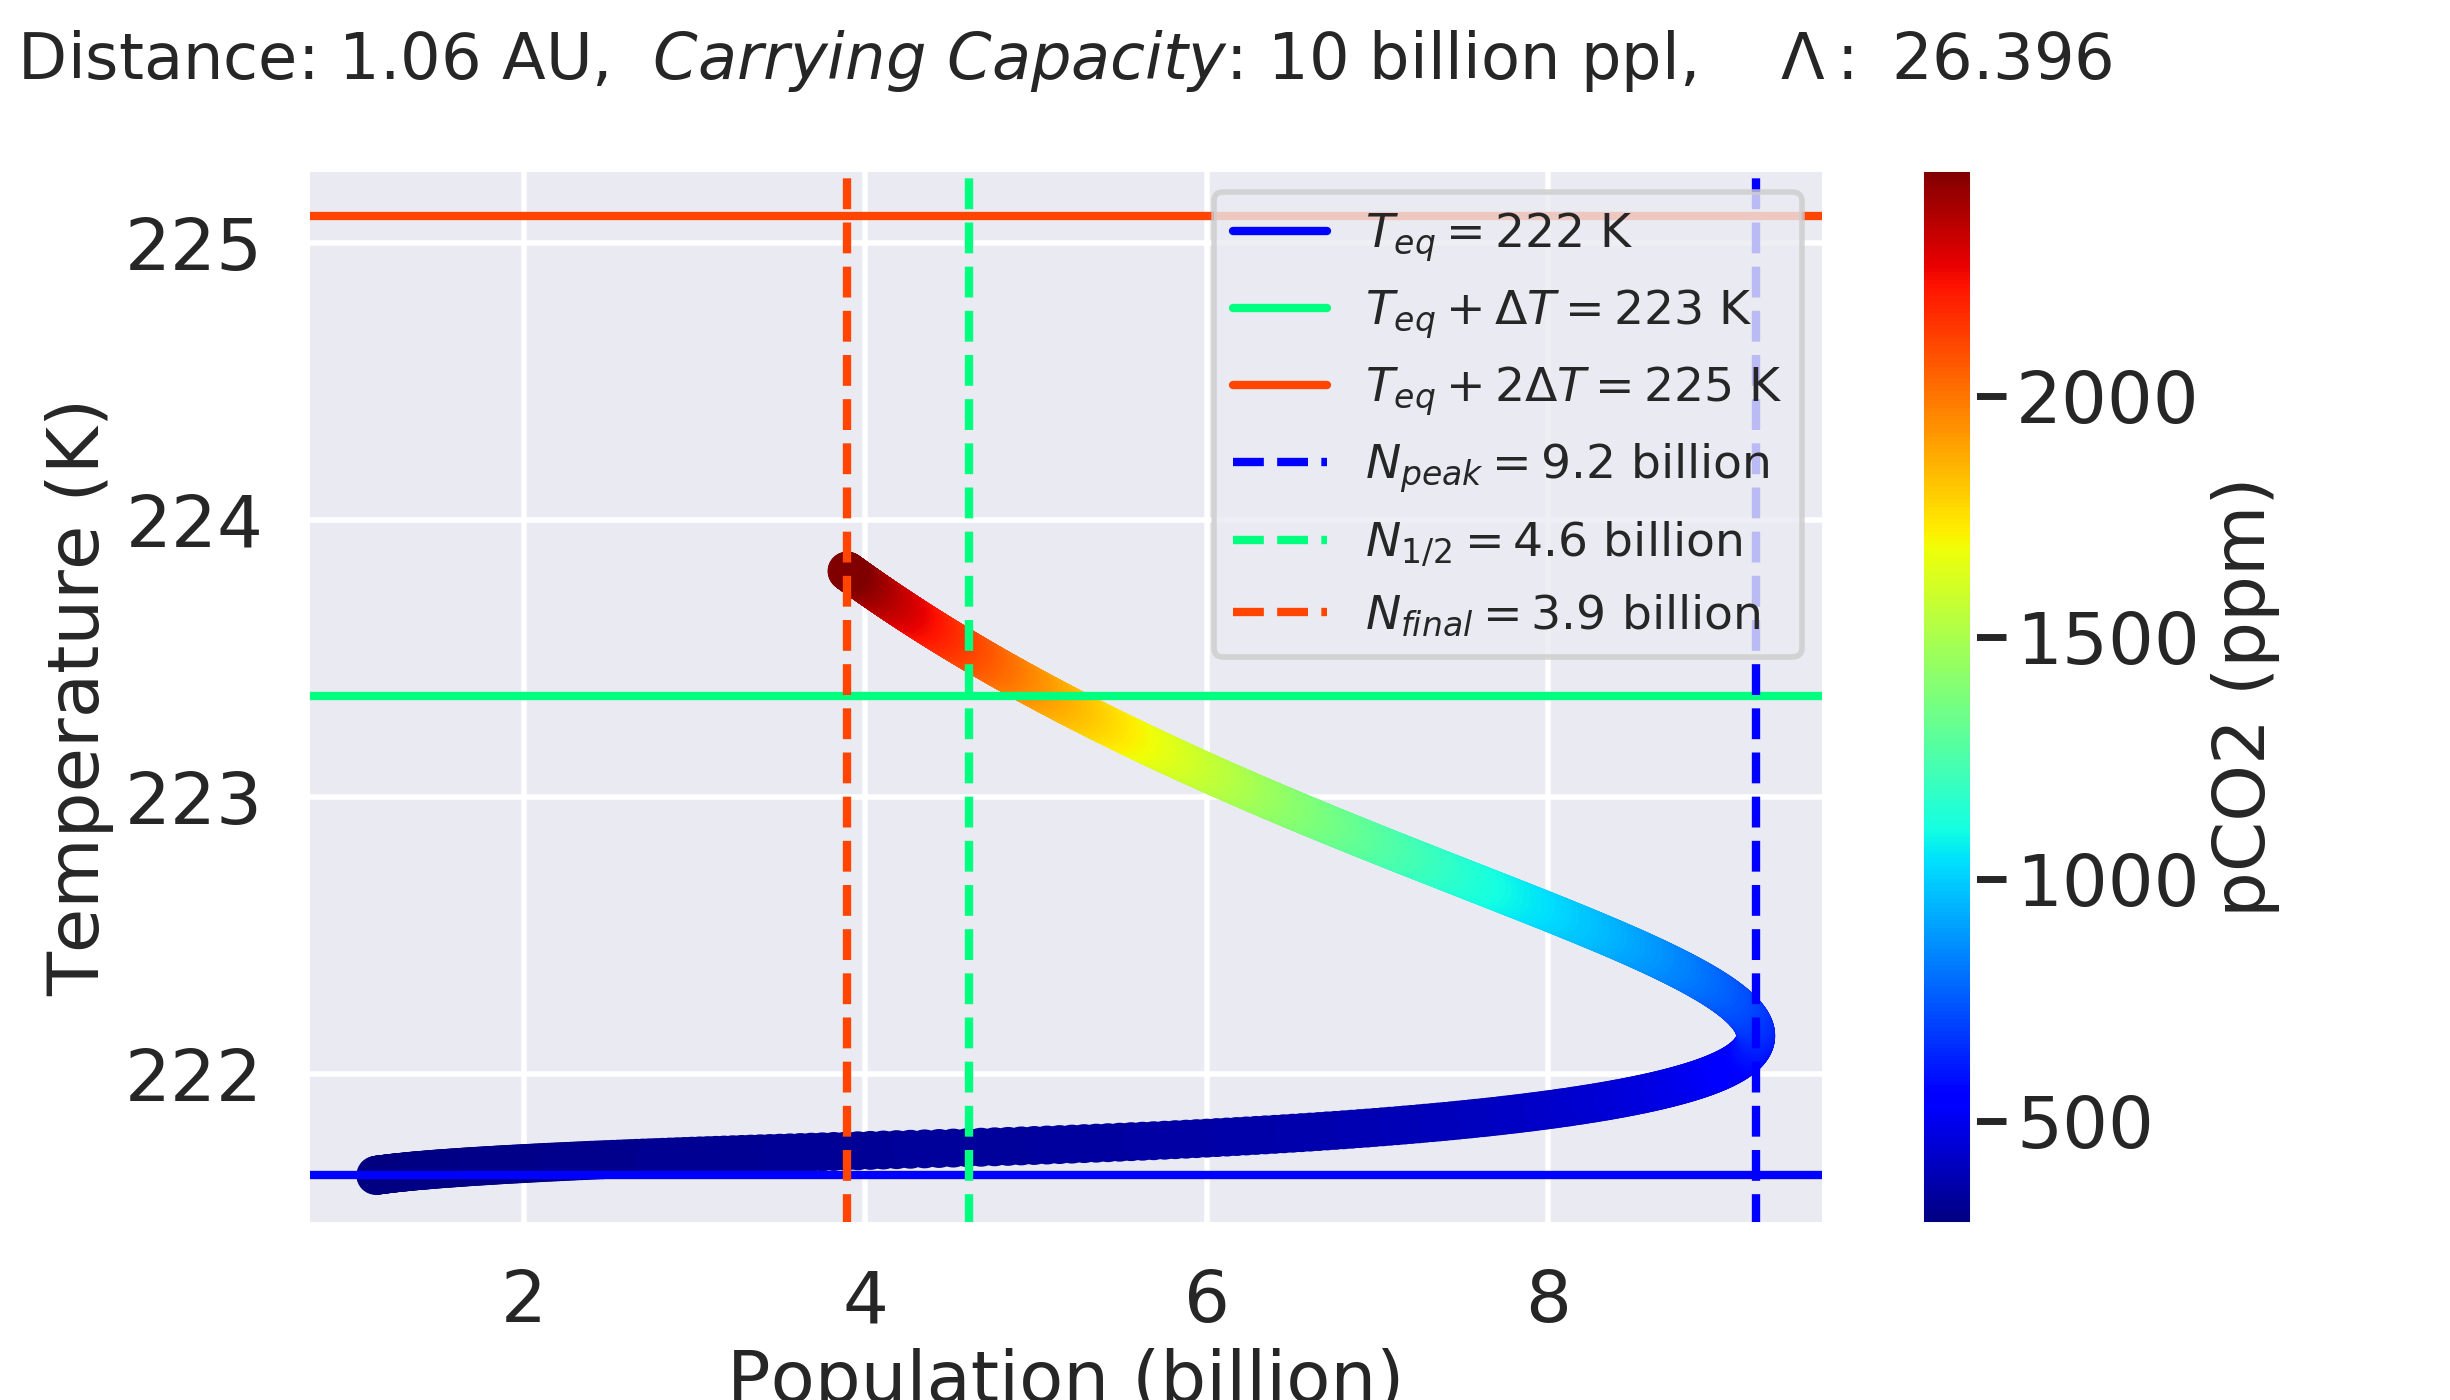 Distance: 1.06 AU, Carrying Capacity: 10 billion ppl, Λ: 26.396
T_eq = 222 K
T_eq + ΔT = 223 K
T_eq + 2ΔT = 225 K
N_peak = 9.2 billion
N_1/2 = 4.6 billion
N_final = 3.9 billion
225
224
223
222
Temperature (K)
2
4
6
8
Population (billion)
2000
1500
1000
500
pCO2 (ppm)